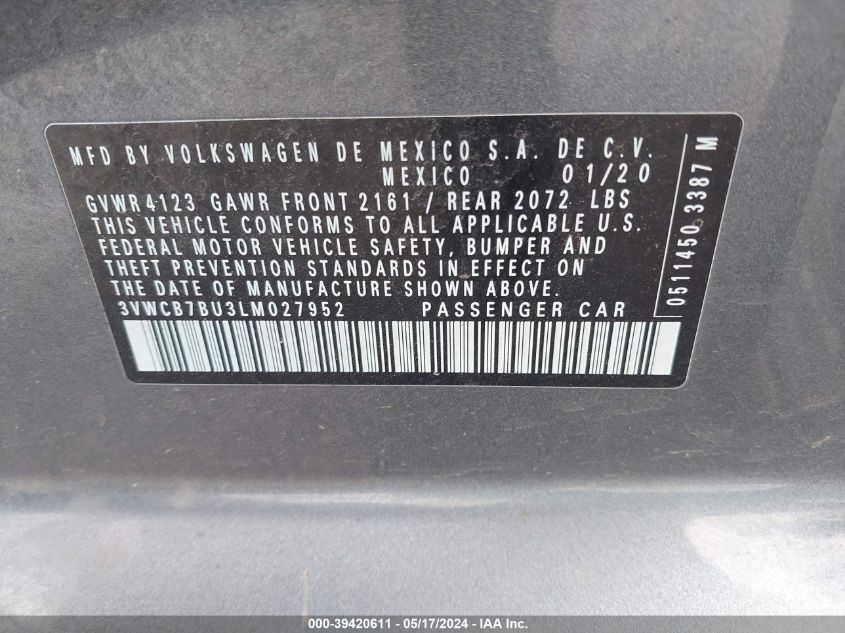 MFD BY VOLKSWAGEN DE MEXICO S.A. DE C.V.
MEXICO 01/20
GVWR 4123 GAWR FRONT 2161 / REAR 2072 LBS
THIS VEHICLE CONFORMS TO ALL APPLICABLE U.S.
FEDERAL MOTOR VEHICLE SAFETY, BUMPER AND
THEFT PREVENTION STANDARDS IN EFFECT ON
THE DATE OF MANUFACTURE SHOWN ABOVE.
3VWCB7BU3LM027952 PASSENGER CAR
0511450 3387 M
000-39420611 - 05/17/2024 - IAA Inc.